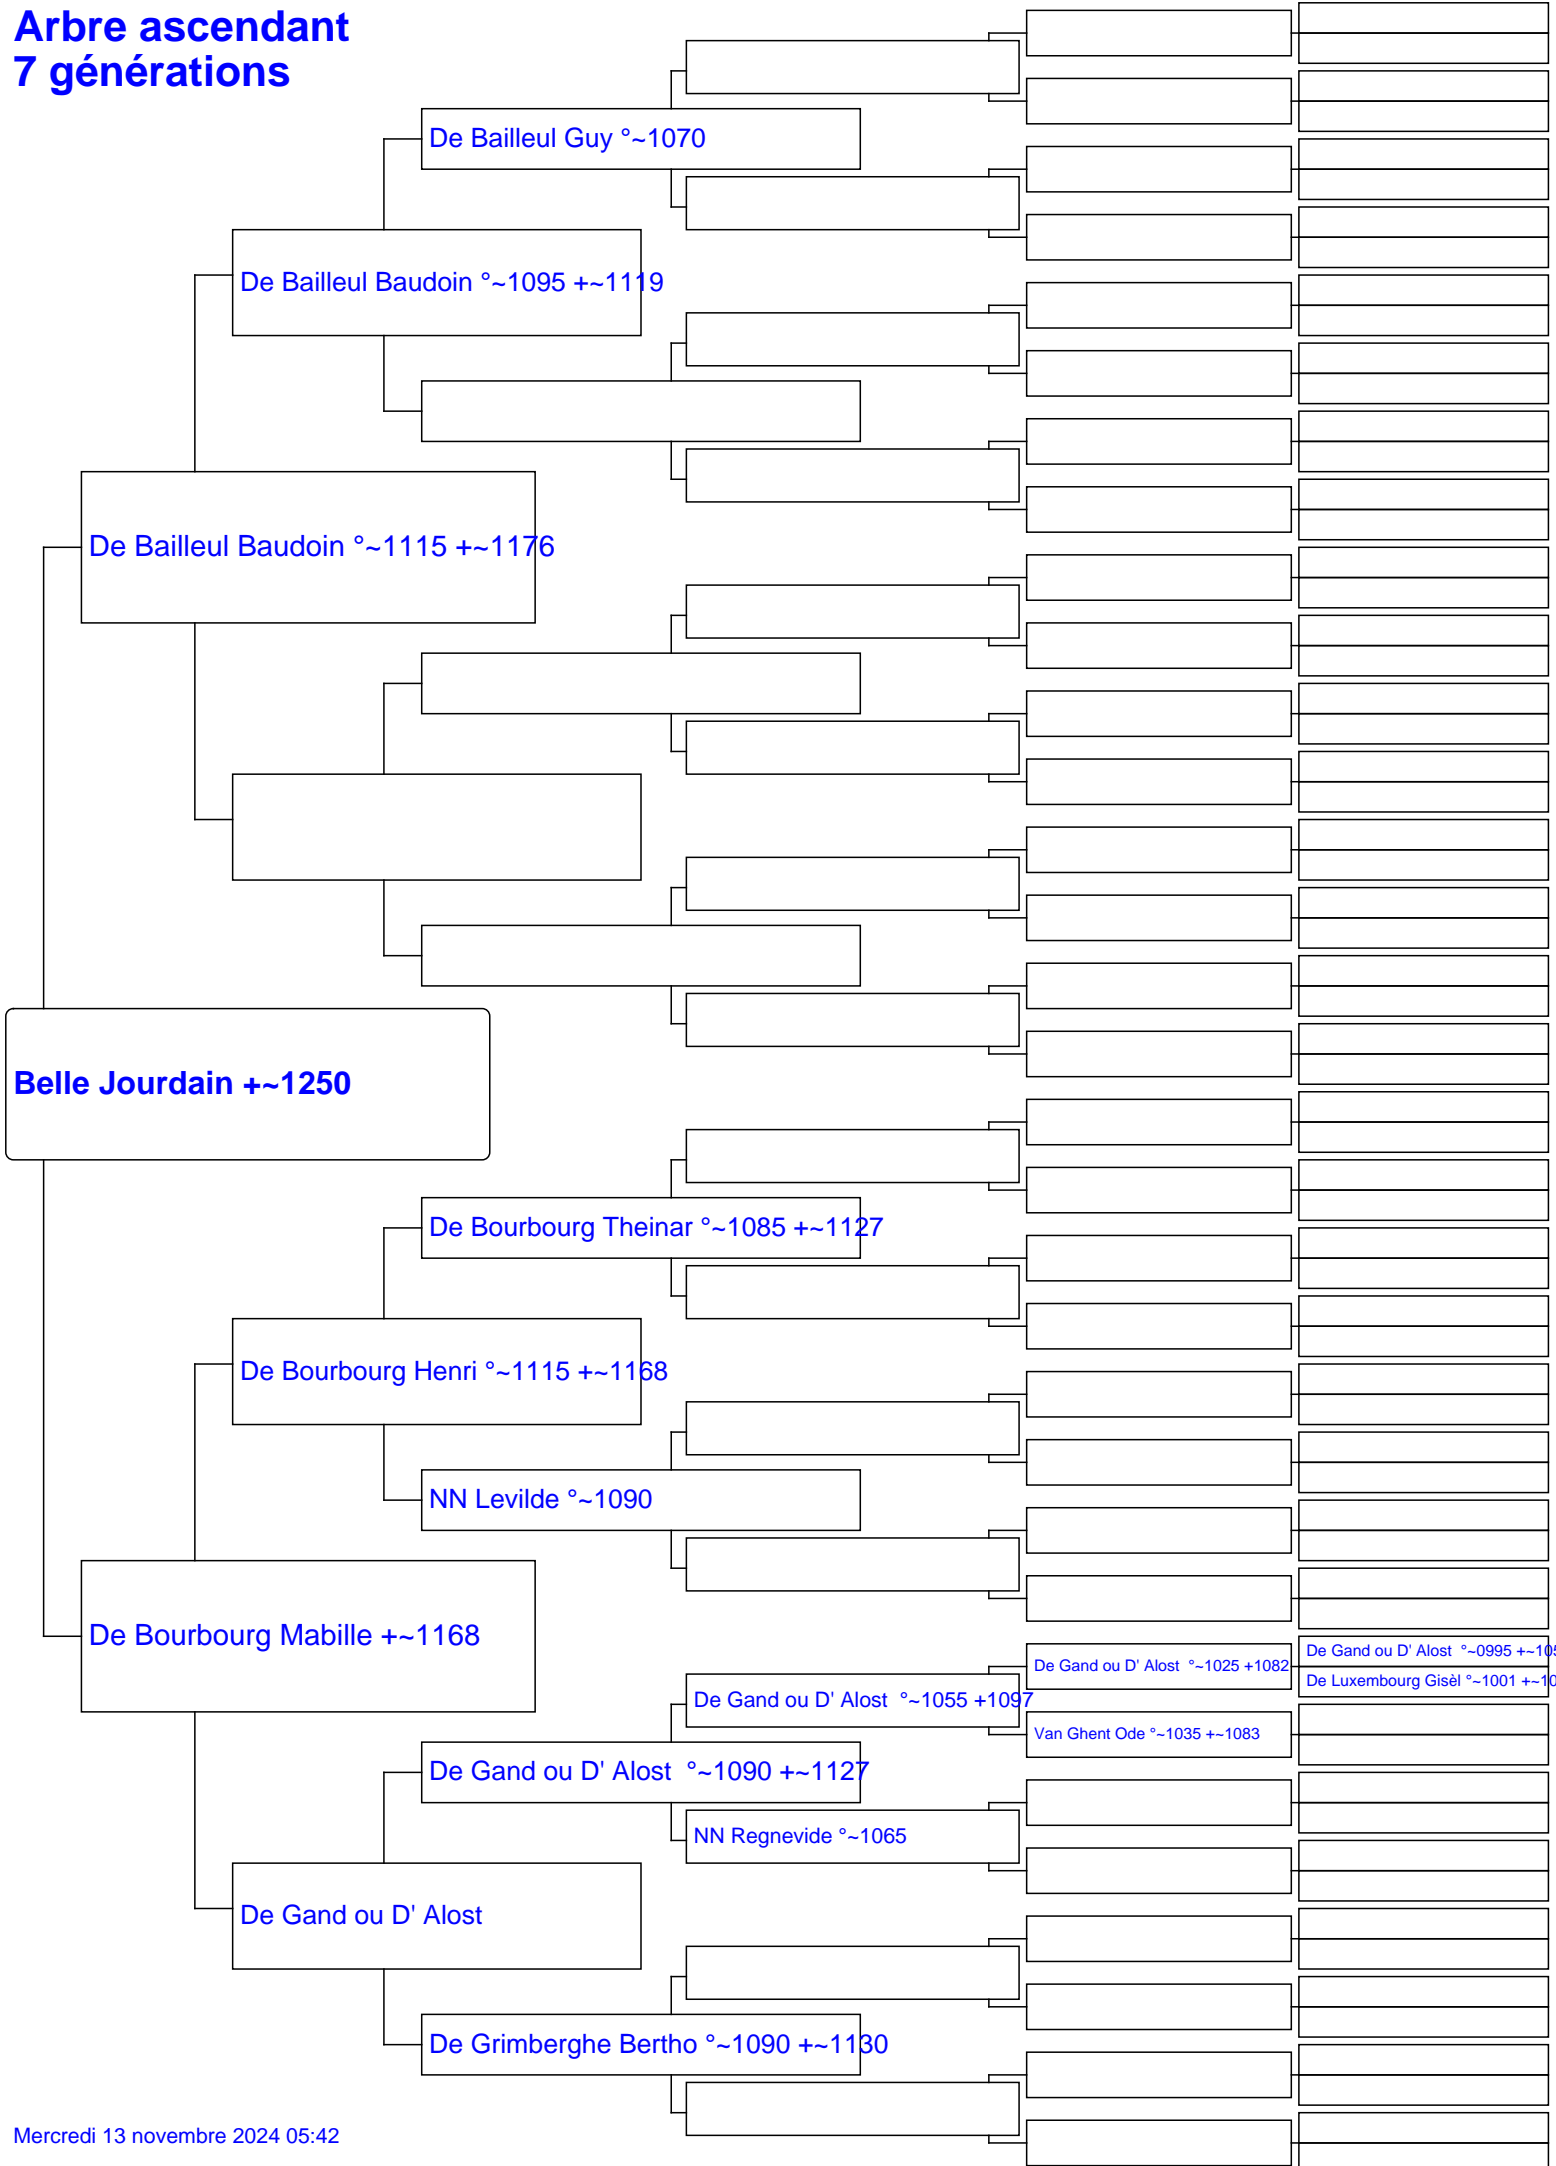 Arbre ascendant
7 générations
De Bailleul Guy °~1070
De Bailleul Baudoin °~1095 +~1119
De Bailleul Baudoin °~1115 +~1176
Belle Jourdain +~1250
De Bourbourg Theinar °~1085 +~1127
De Bourbourg Henri °~1115 +~1168
NN Levilde °~1090
De Bourbourg Mabille +~1168
De Gand ou D' Alost °~0995 +~105
De Gand ou D' Alost °~1025 +1082
De Luxembourg Gisèl °~1001 +~10
De Gand ou D' Alost °~1055 +1097
Van Ghent Ode °~1035 +~1083
De Gand ou D' Alost °~1090 +~1127
NN Regnevide °~1065
De Gand ou D' Alost
De Grimberghe Bertho °~1090 +~1130
Mercredi 13 novembre 2024 05:42